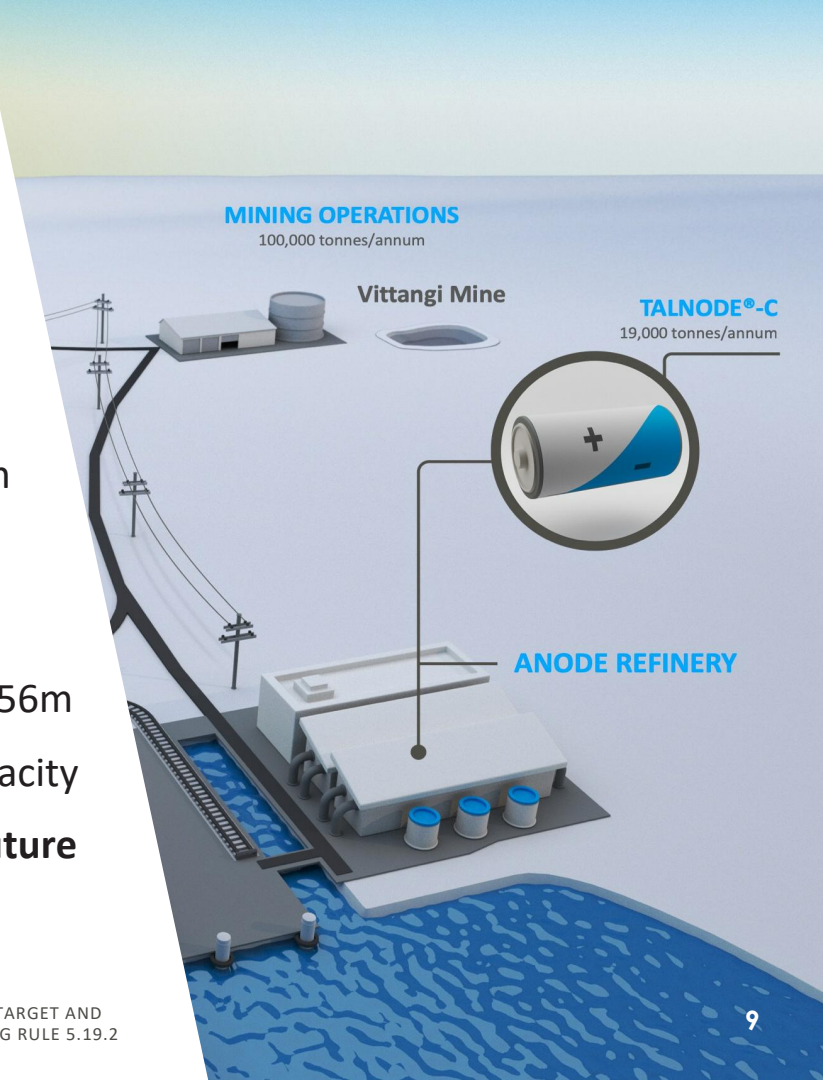 MINING OPERATIONS
100,000 tonnes/annum
Vittangi Mine
TALNODE®-C
19,000 tonnes/annum
+
-
n
ANODE REFINERY
56m
acity
uture
TARGET AND
G RULE 5.19.2
9